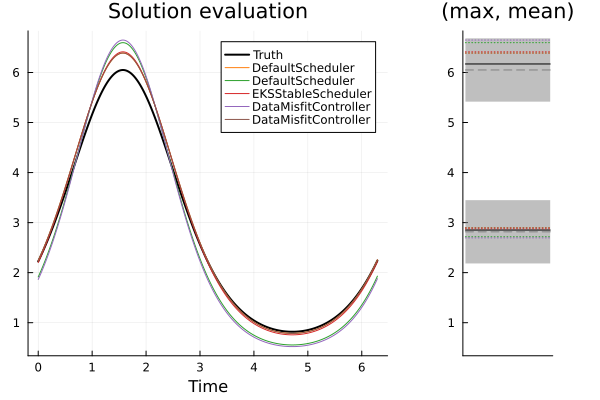 Solution evaluation
(max, mean)
Truth
DefaultScheduler
DefaultScheduler
EKSStableScheduler
DataMisfitController
DataMisfitController
6
5
4
3
2
1
0 1 2 3 4 5 6
Time
6
5
4
3
2
1